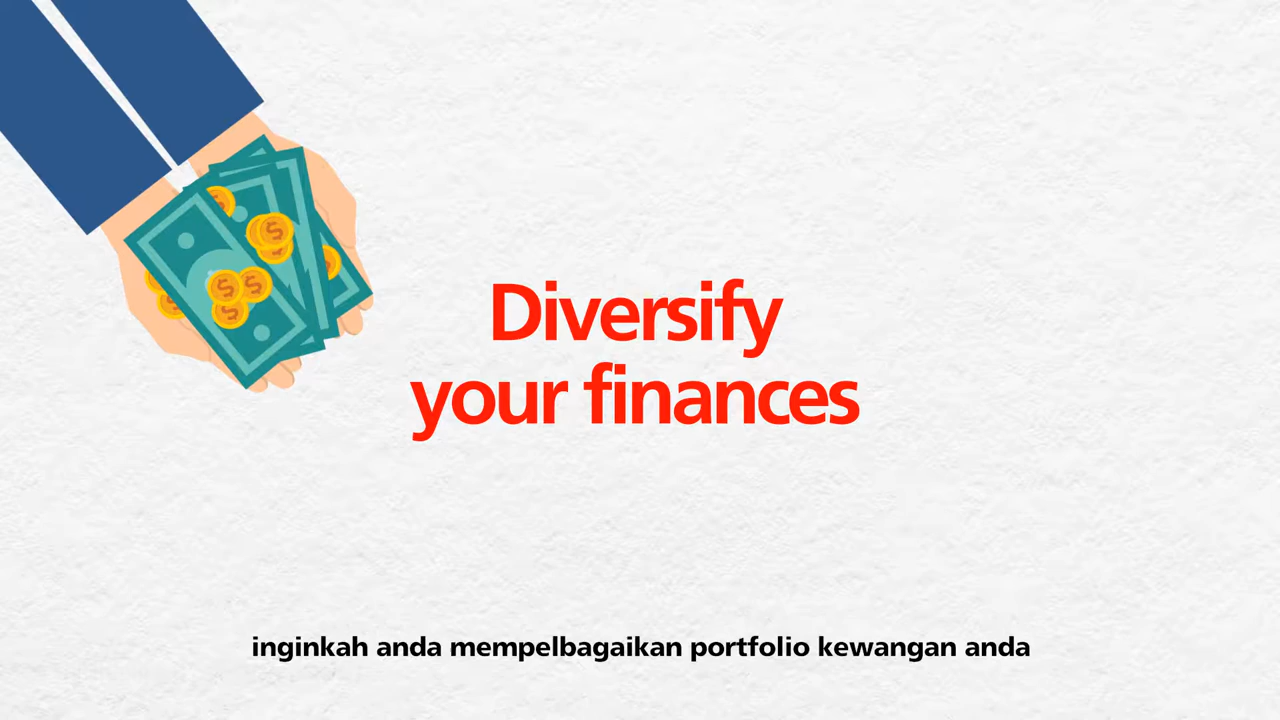 Diversify
your finances
inginkah anda mempelbagaikan portfolio kewangan anda